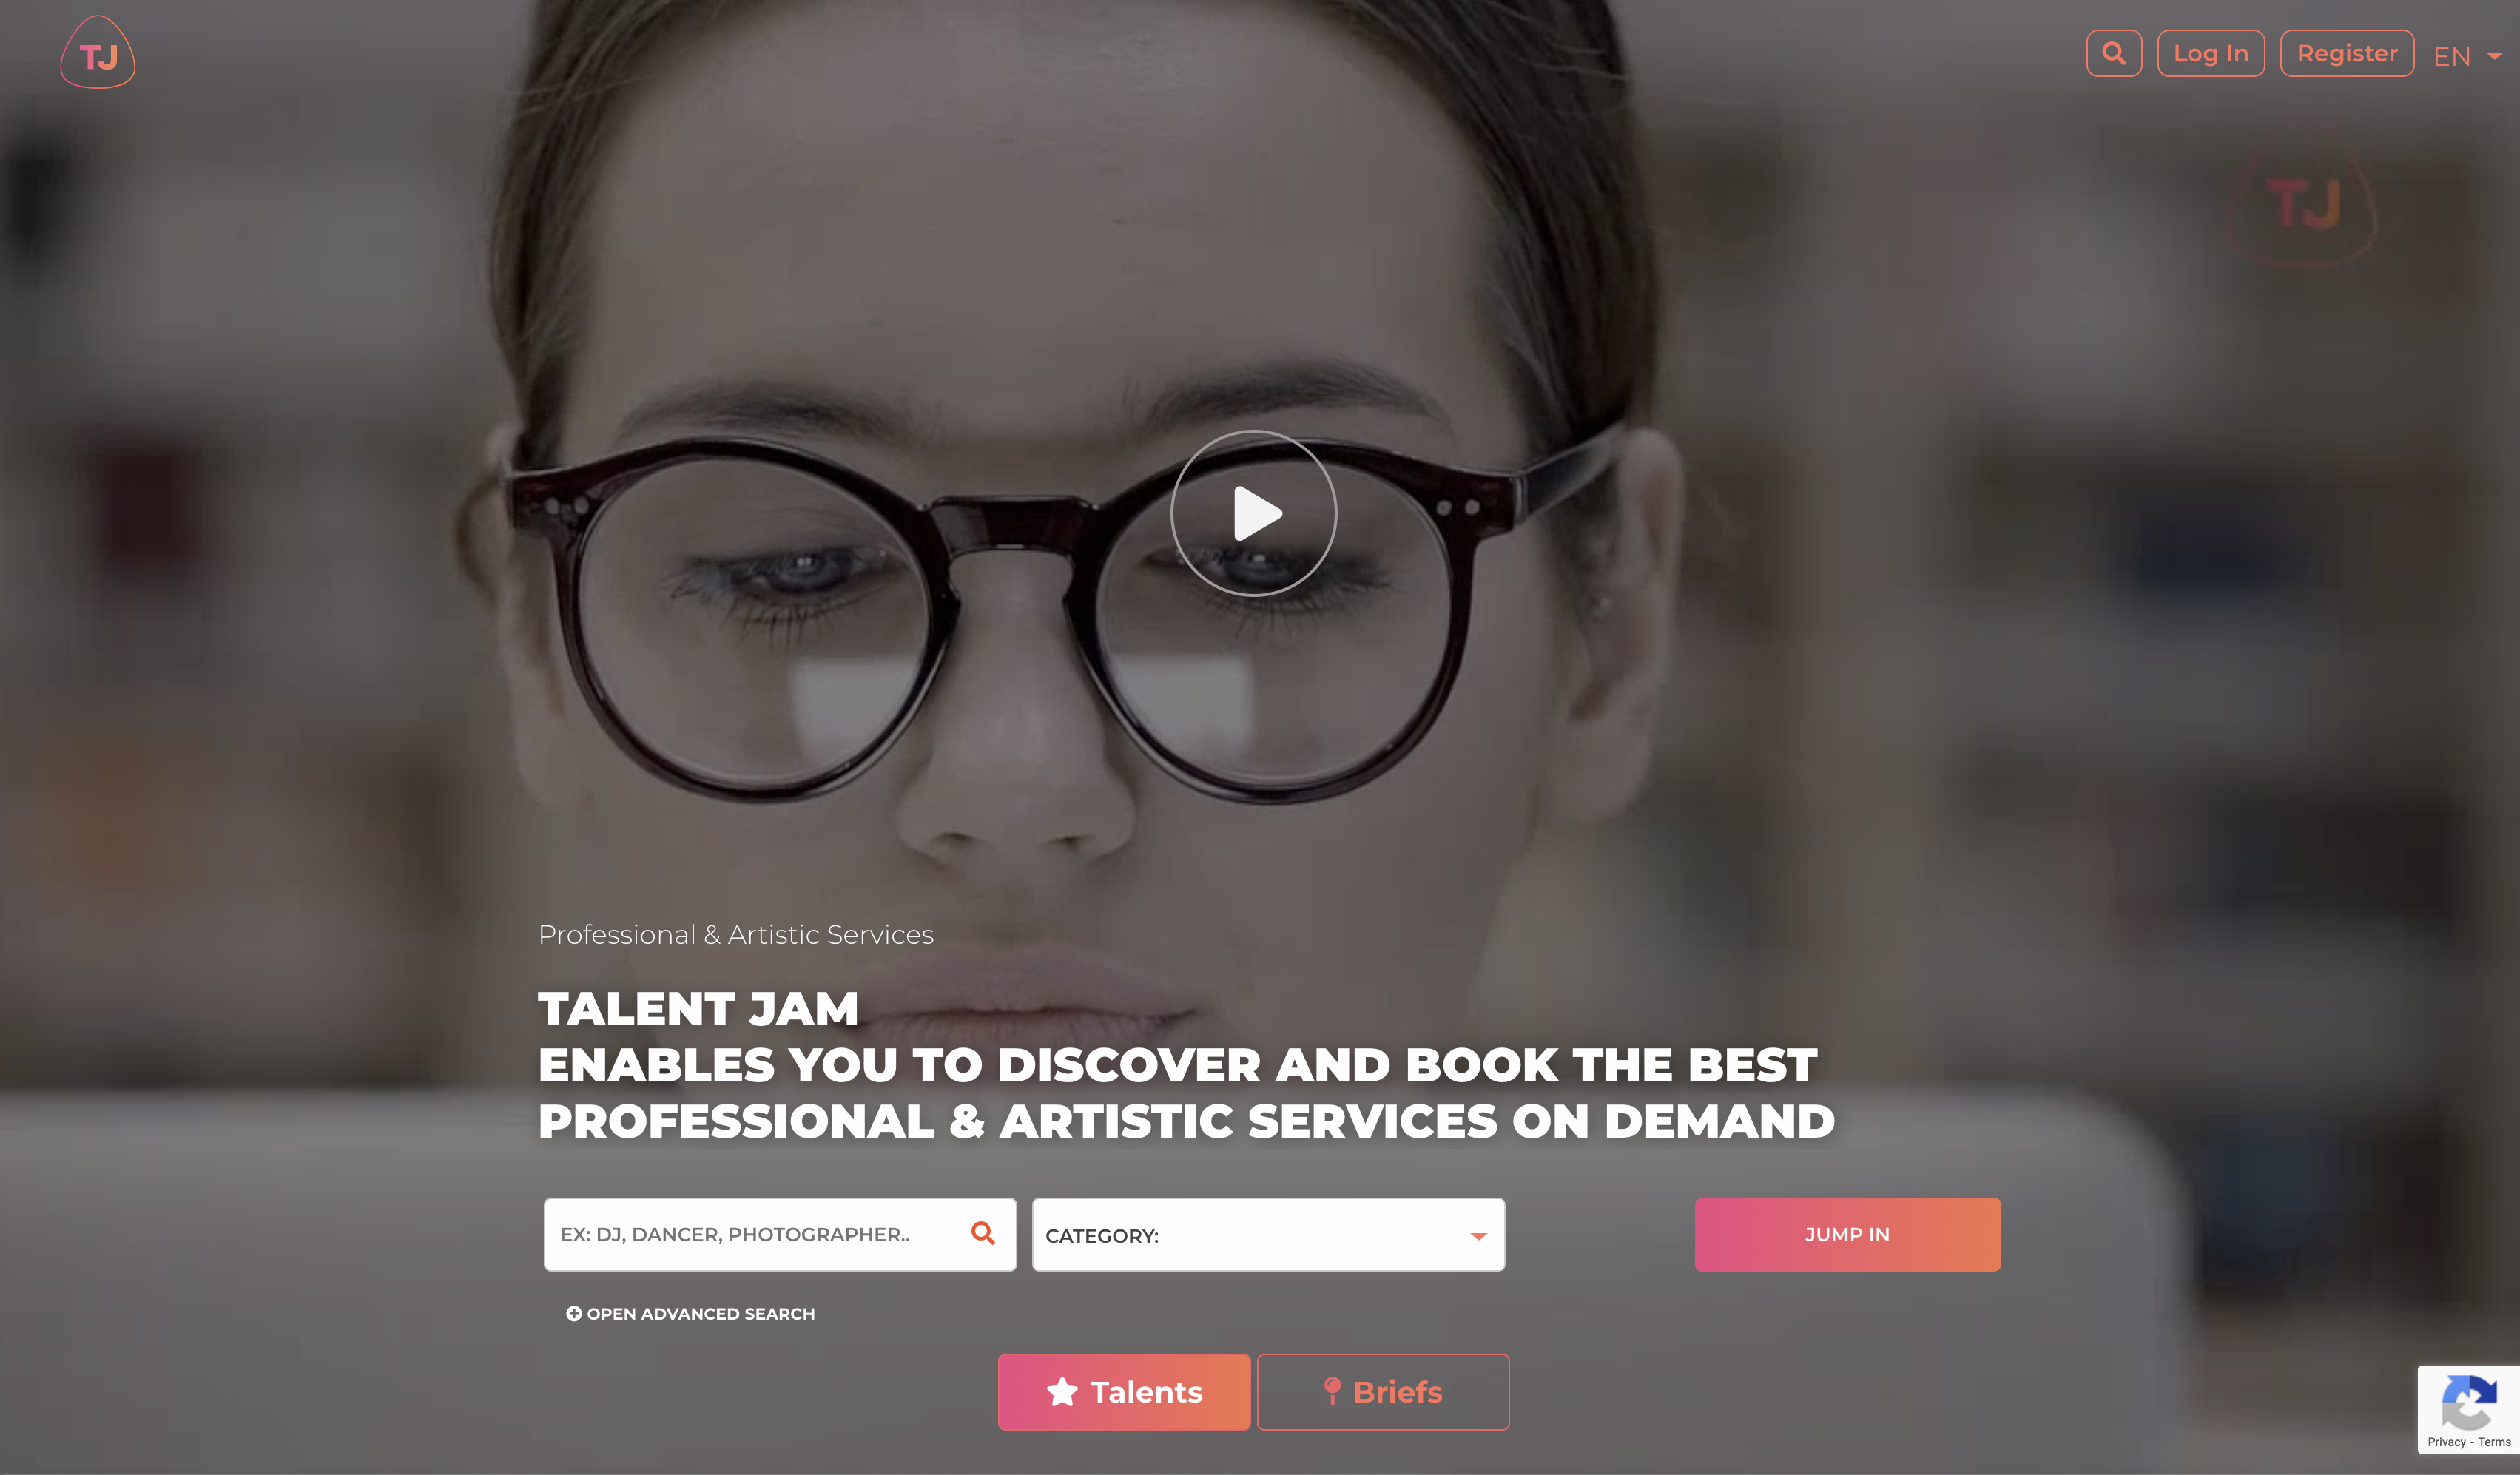 TJ
Log In
Register
EN
TJ
Professional & Artistic Services
TALENT JAM
ENABLES YOU TO DISCOVER AND BOOK THE BEST
PROFESSIONAL & ARTISTIC SERVICES ON DEMAND
EX: DJ, DANCER, PHOTOGRAPHER..
CATEGORY:
JUMP IN
OPEN ADVANCED SEARCH
Talents
Briefs
Privacy - Terms